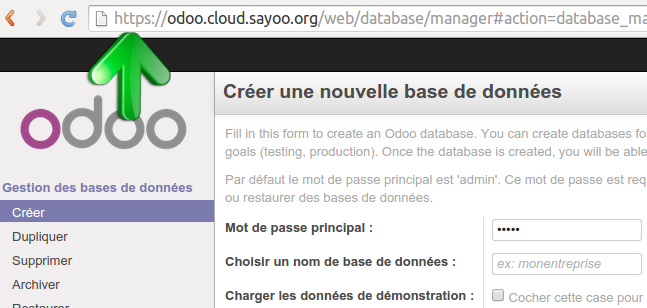 https://odoo.cloud.sayoo.org/web/database/manager#action=database_ma
odoo
Créer une nouvelle base de données
Fill in this form to create an Odoo database. You can create databases fo
goals (testing, production). Once the database is created, you will be able
Par défaut le mot de passe principal est 'admin'. Ce mot de passe est req
ou restaurer des bases de données.
Gestion des bases de données
Créer
Dupliquer
Supprimer
Archiver
Restaurer
Mot de passe principal :
•••••
Choisir un nom de base de données :
ex: monentreprise
Charger les données de démonstration :
Cocher cette case pour